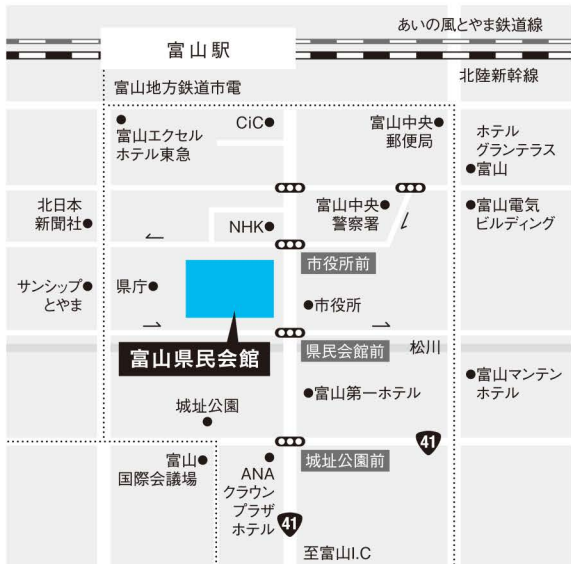 あいの風とやま鉄道線
富山駅
北陸新幹線
富山地方鉄道市電
富山エクセル
ホテル東急
CiC
富山中央
郵便局
ホテル
グランテラス
富山
北日本
新聞社
NHK
富山中央
警察署
富山電気
ビルディング
市役所前
サンシップ
とやま
県庁
市役所
富山県民会館
県民会館前
松川
城址公園
富山第一ホテル
富山マンテン
ホテル
41
城址公園前
富山
国際会議場
ANA
クラウン
プラザ
ホテル
41
至富山I.C